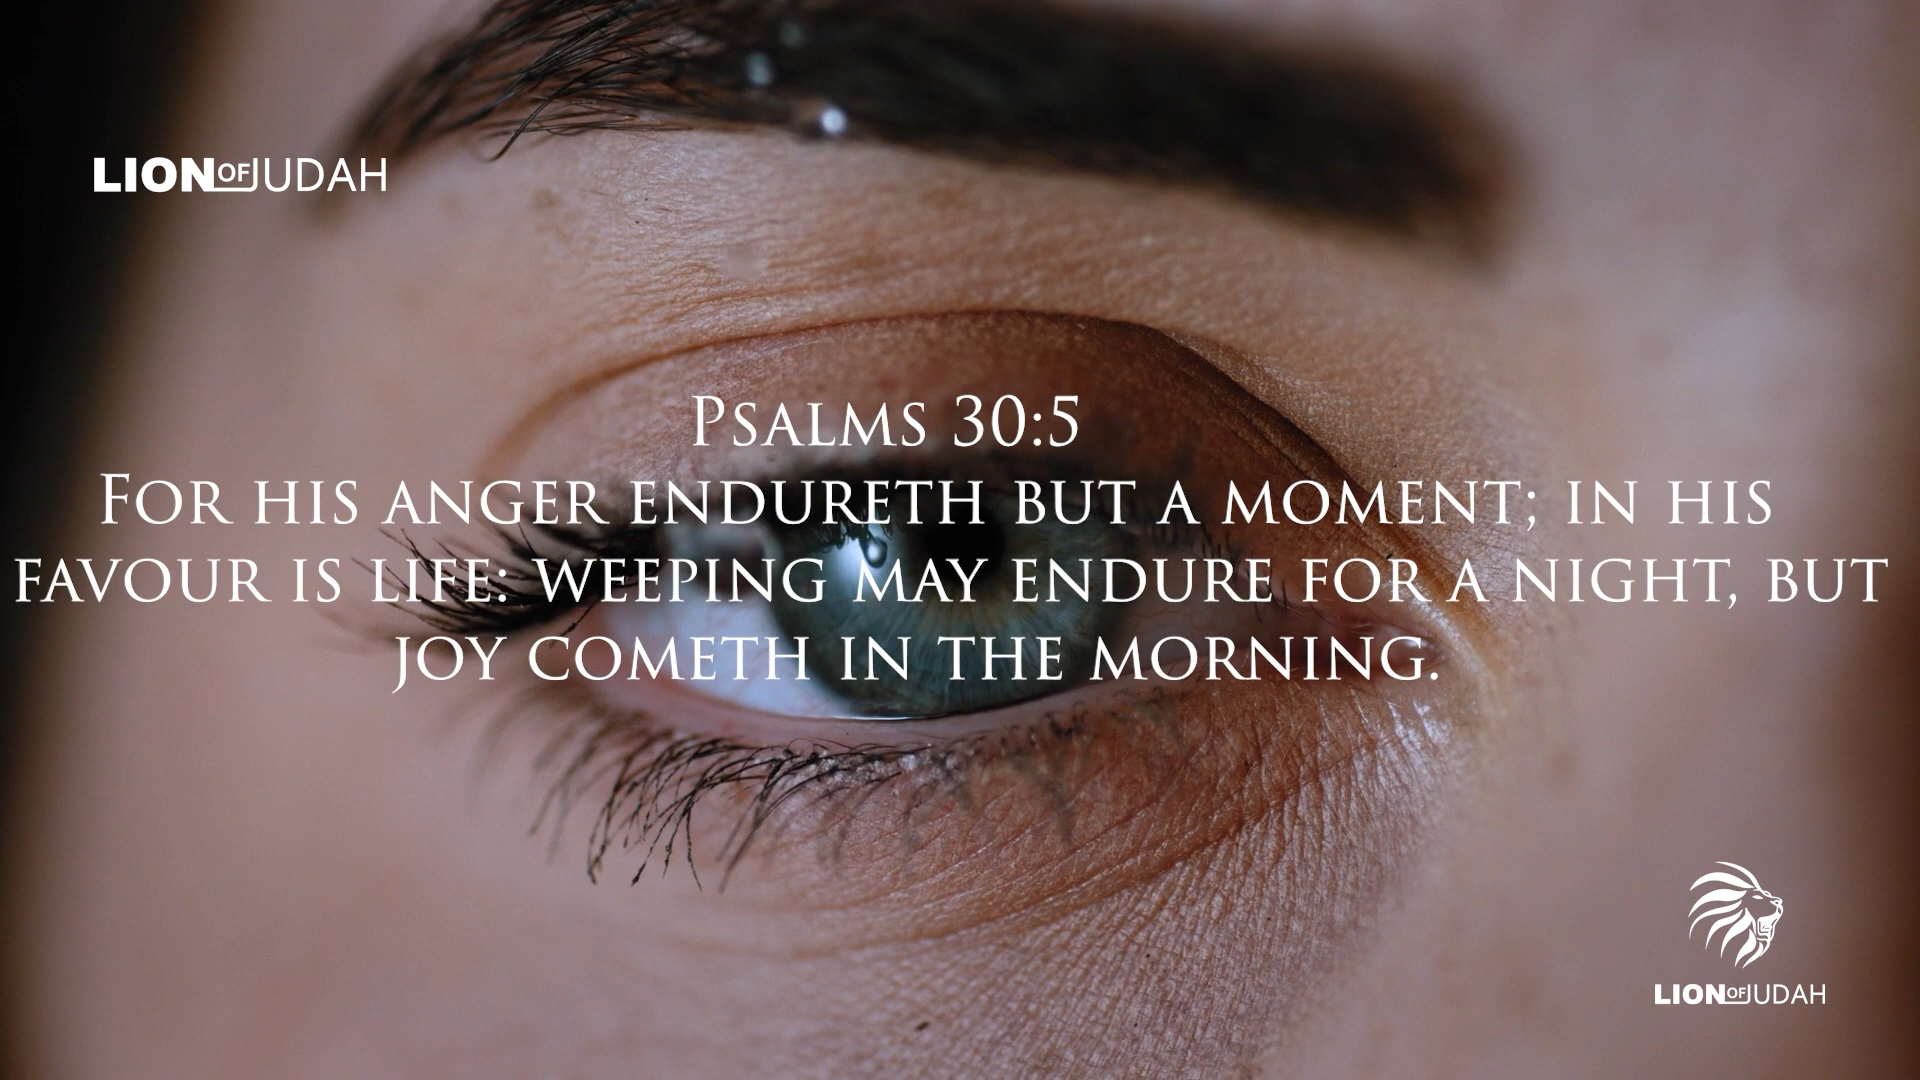 LION OF JUDAH
PSALMS 30:5
FOR HIS ANGER ENDURETH BUT A MOMENT; IN HIS
FAVOUR IS LIFE: WEEPING MAY ENDURE FOR A NIGHT, BUT
JOY COMETH IN THE MORNING.
LION OF JUDAH